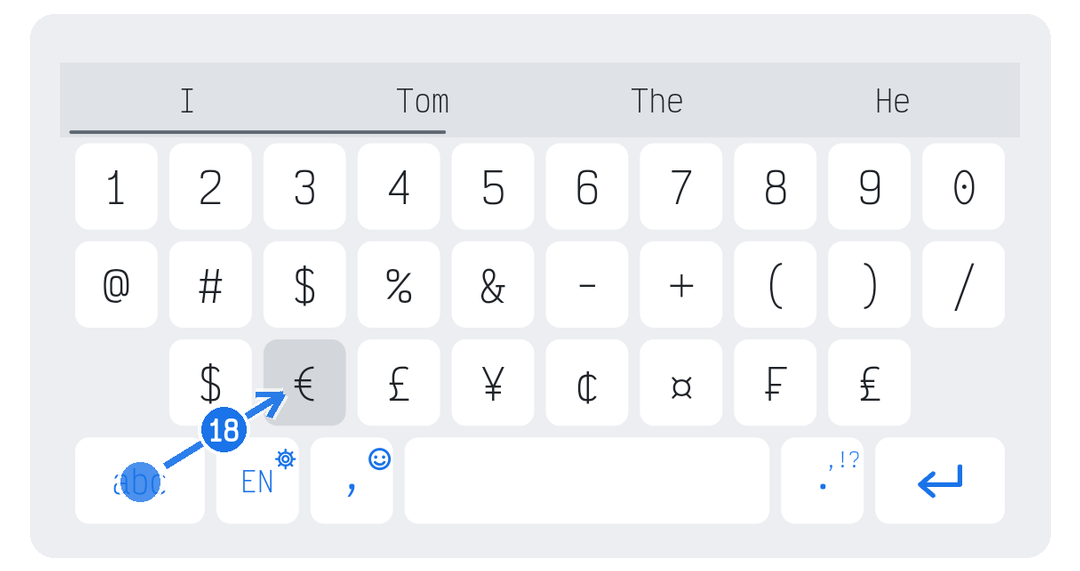 I Tom The He
1 2 3 4 5 6 7 8 9 0
@ # $ % & - + ( ) /
$ € £ ¥ ¢ ¤ ₣ ₤
18
abc EN , .,!?